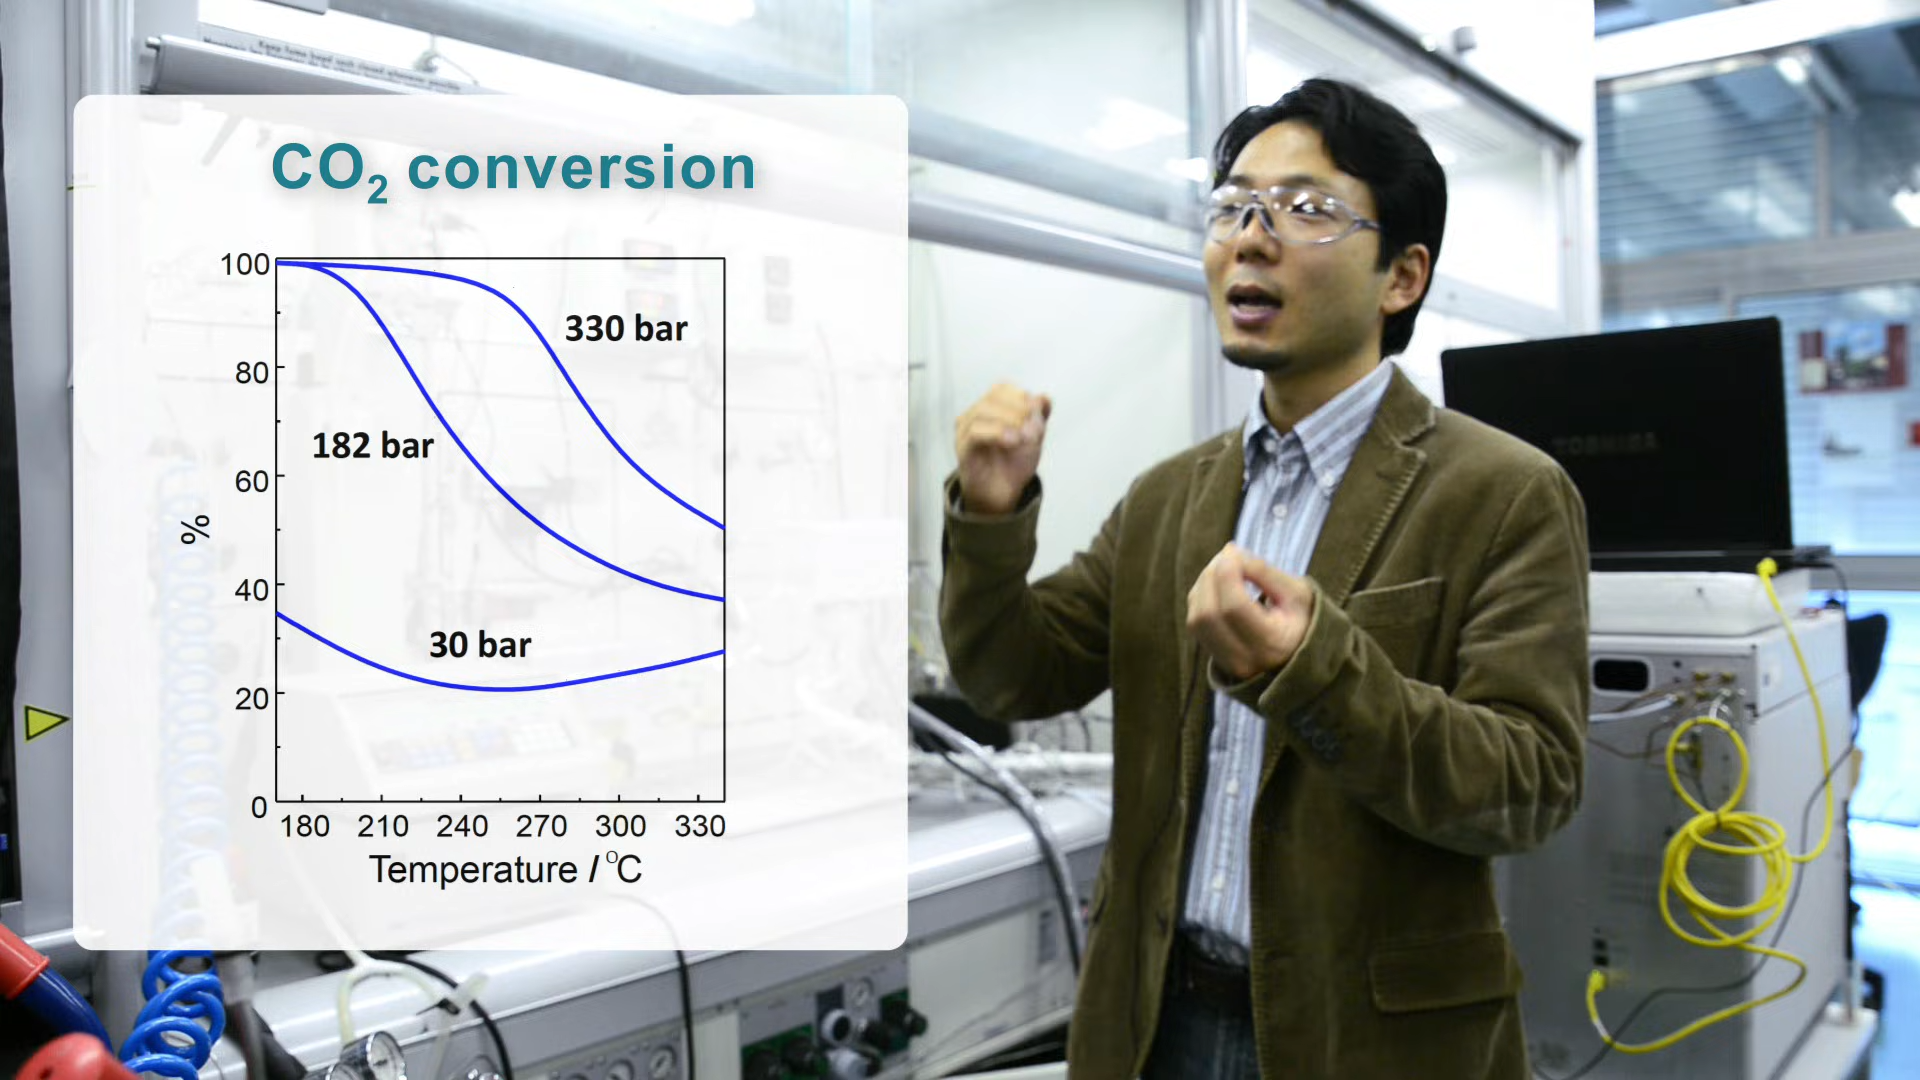 CO₂ conversion
100
80
60
40
20
0
%
330 bar
182 bar
30 bar
180 210 240 270 300 330
Temperature / °C
TOSHIBA